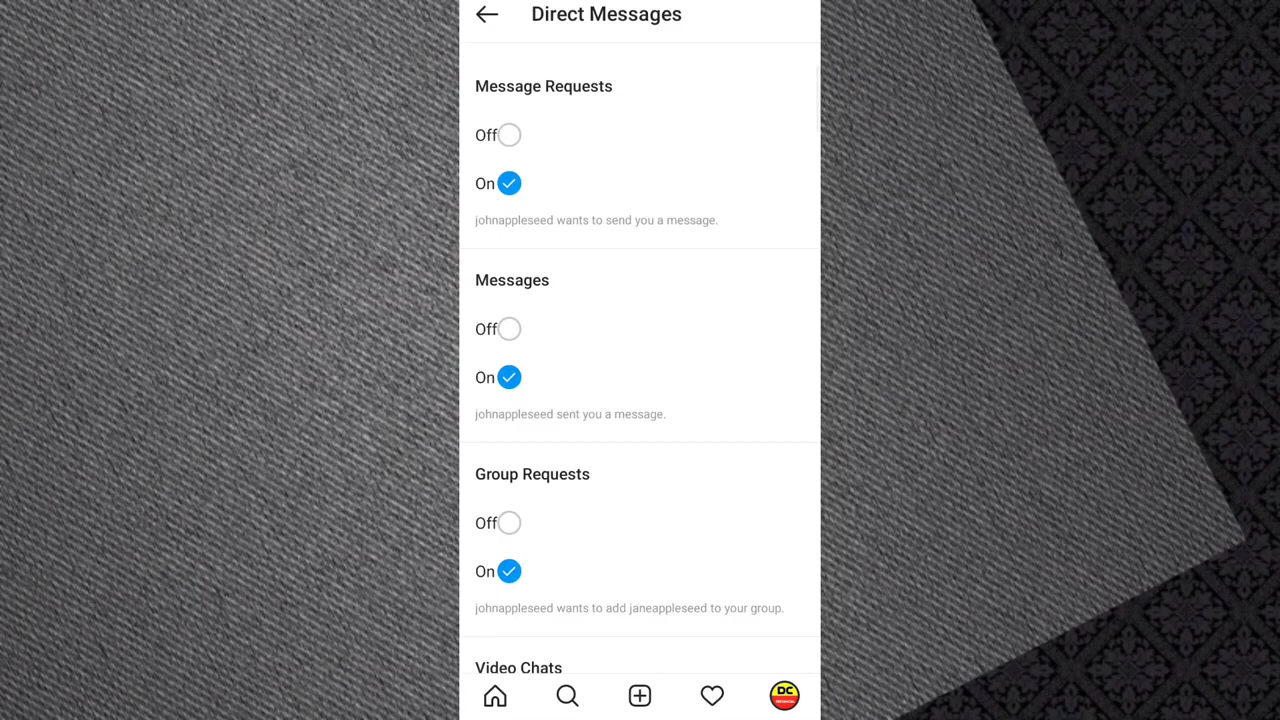 Direct Messages
Message Requests
Off
On
johnappleseed wants to send you a message.
Messages
Off
On
johnappleseed sent you a message.
Group Requests
Off
On
johnappleseed wants to add janeappleseed to your group.
Video Chats
DC